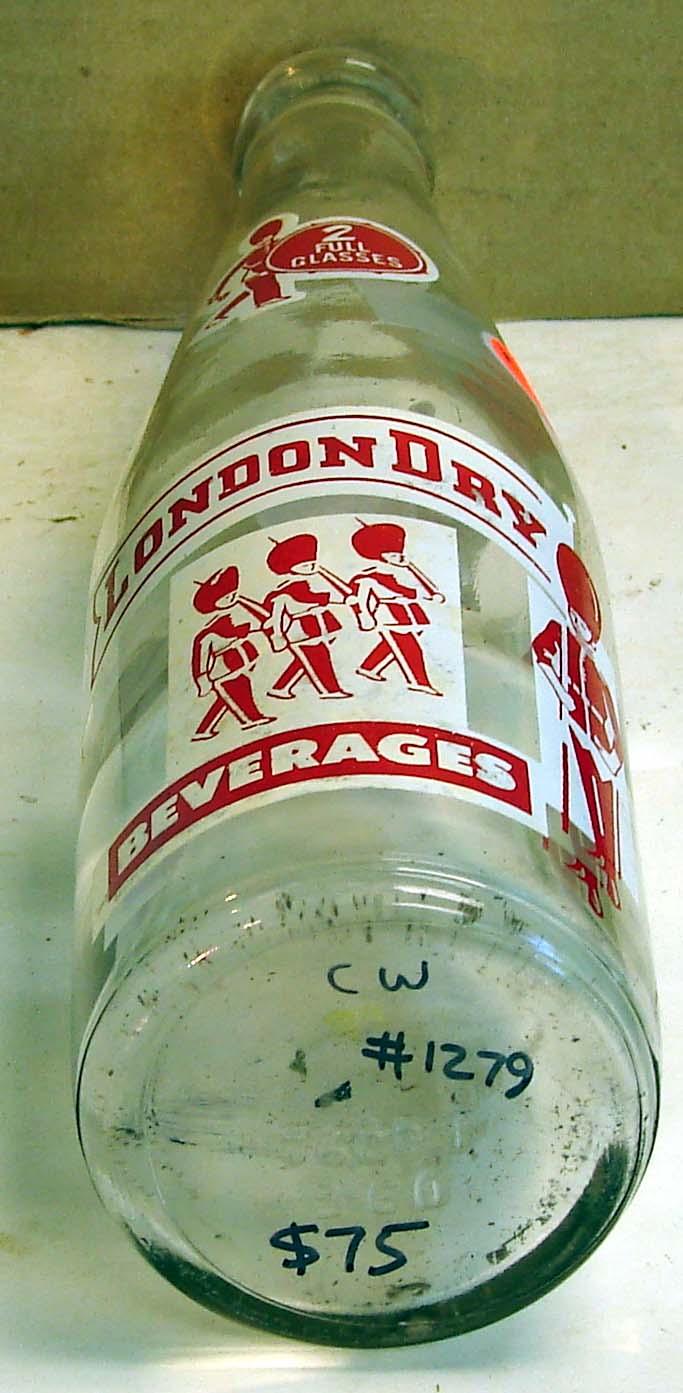 2
FULL
GLASSES
LONDON DRY
BEVERAGES
CW
#1279
$75